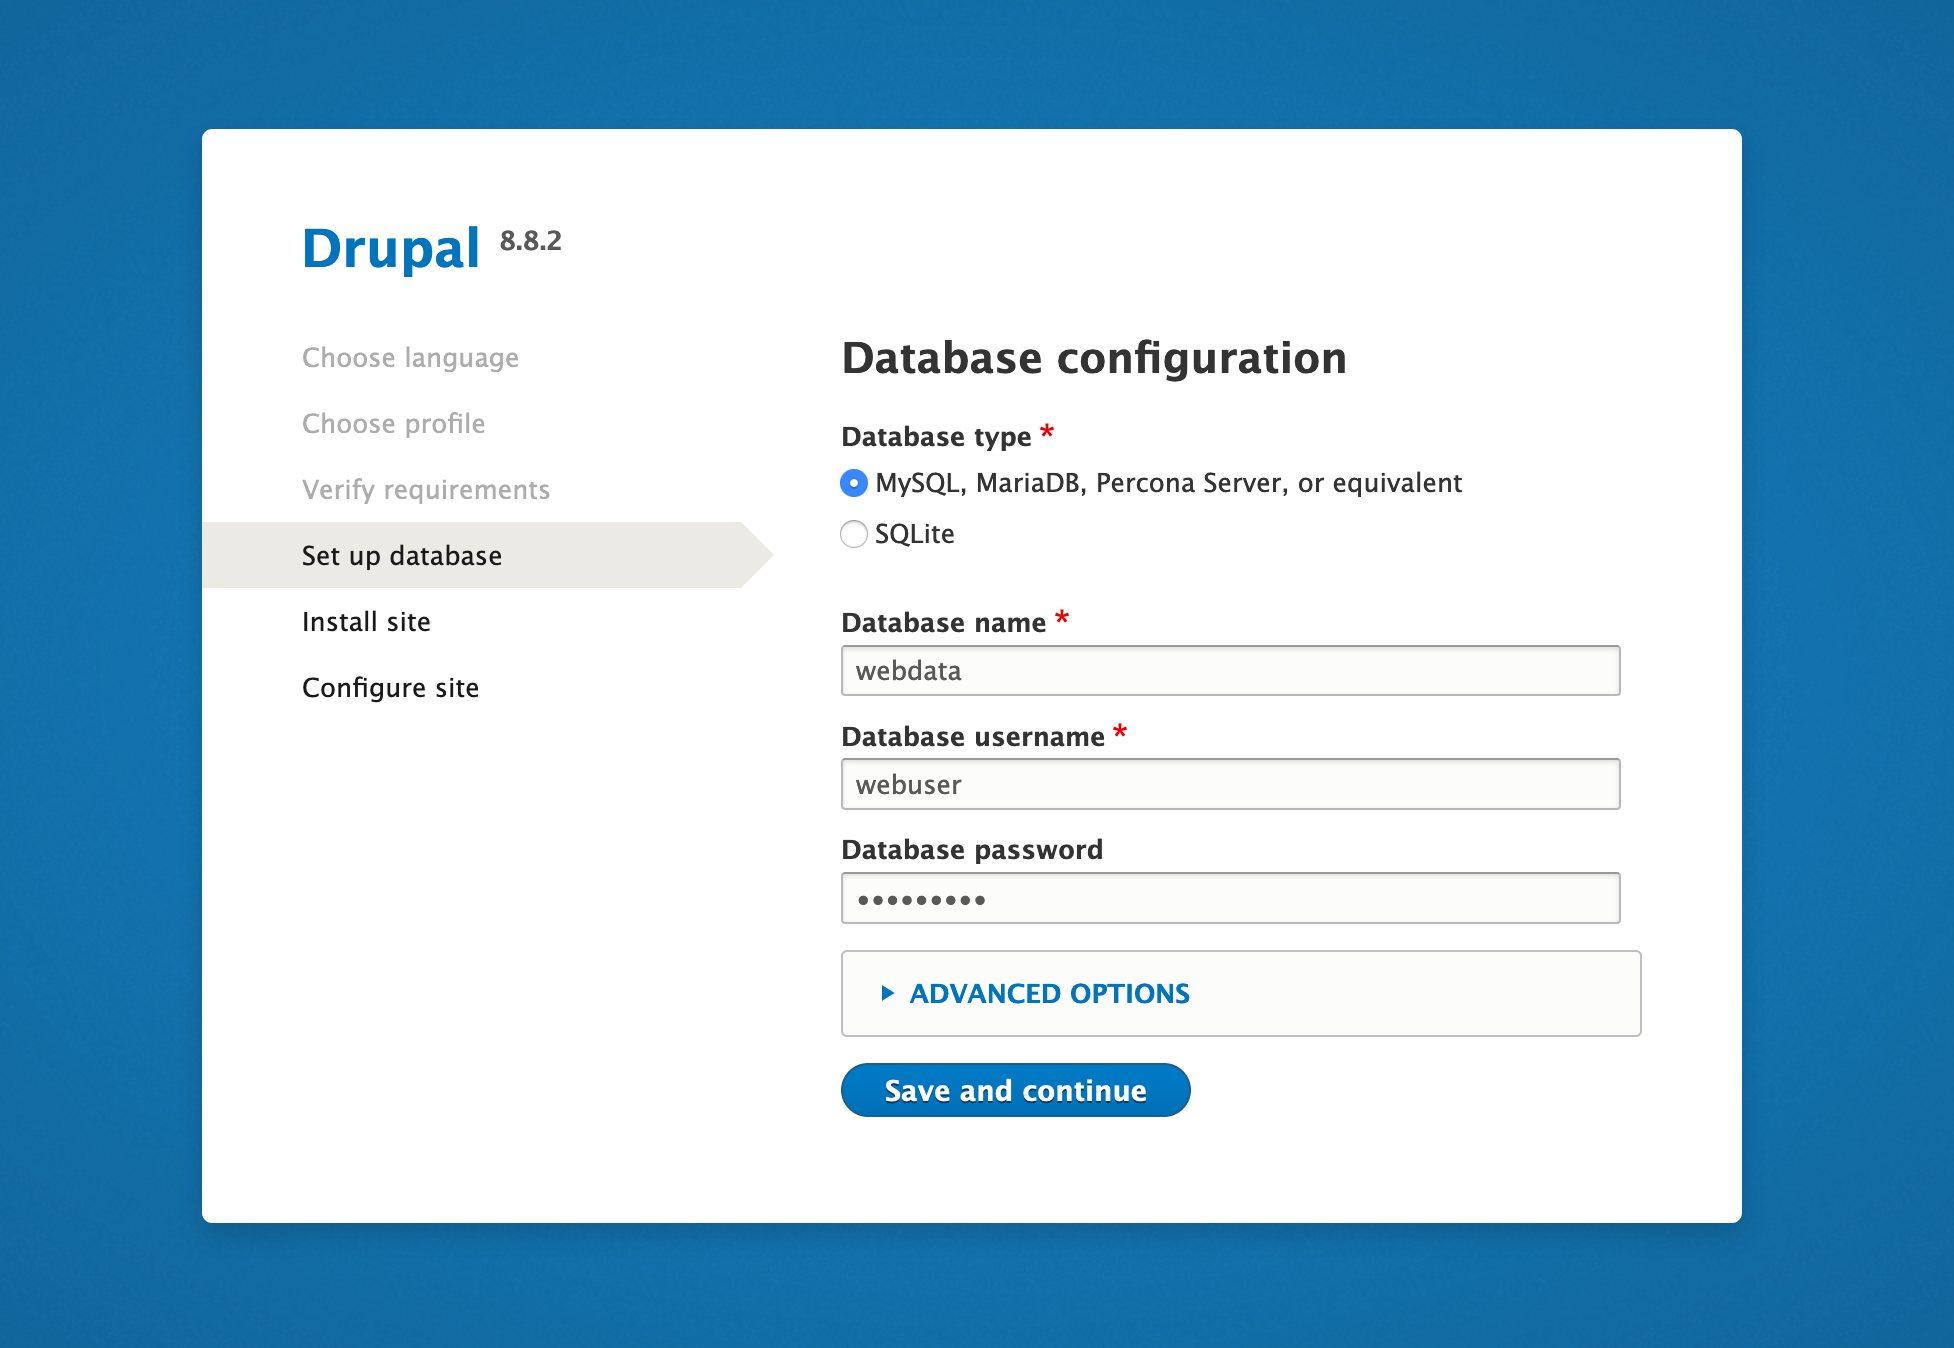 Drupal 8.8.2
Choose language
Choose profile
Verify requirements
Set up database
Install site
Configure site
Database configuration
Database type *
MySQL, MariaDB, Percona Server, or equivalent
SQLite
Database name *
webdata
Database username *
webuser
Database password
•••••••••
ADVANCED OPTIONS
Save and continue